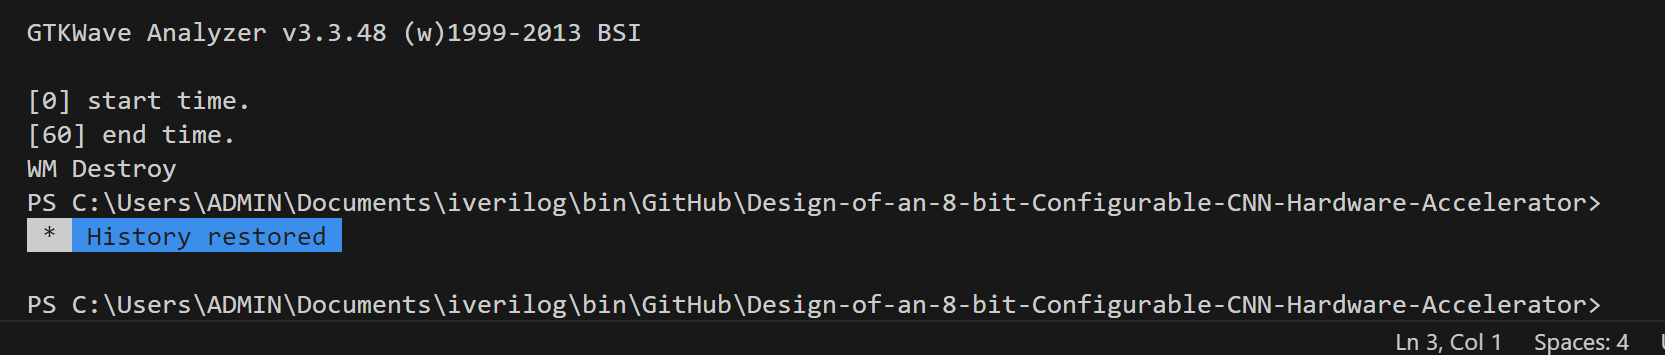 GTKWave Analyzer v3.3.48 (w)1999-2013 BSI
[0] start time.
[60] end time.
WM Destroy
PS C:\Users\ADMIN\Documents\iverilog\bin\GitHub\Design-of-an-8-bit-Configurable-CNN-Hardware-Accelerator>
* History restored
PS C:\Users\ADMIN\Documents\iverilog\bin\GitHub\Design-of-an-8-bit-Configurable-CNN-Hardware-Accelerator>
Ln 3, Col 1 Spaces: 4